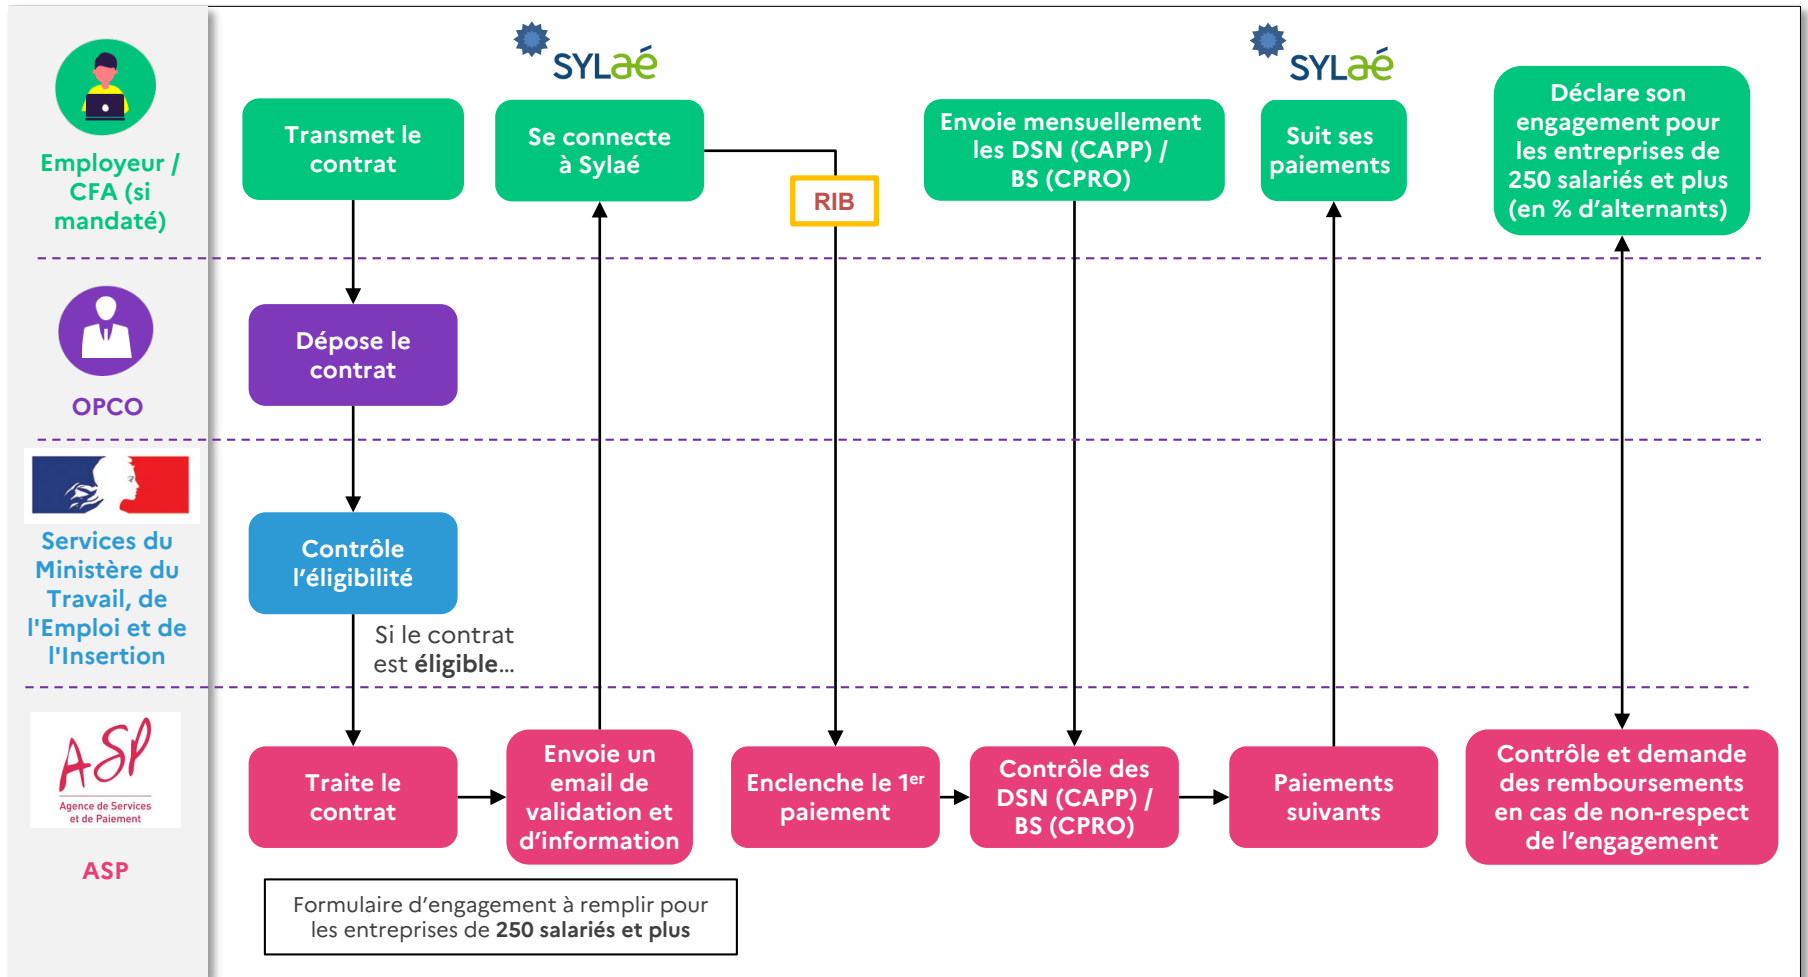 SYLaé
SYLaé
Employeur /
CFA (si
mandaté)
Transmet le
contrat
Se connecte
à Sylaé
RIB
Envoie mensuellement
les DSN (CAPP) /
BS (CPRO)
Suit ses
paiements
Déclare son
engagement pour
les entreprises de
250 salariés et plus
(en % d’alternants)
OPCO
Dépose le
contrat
Services du
Ministère du
Travail, de
l'Emploi et de
l'Insertion
Contrôle
l’éligibilité
Si le contrat
est éligible...
ASP
Agence de Services
et de Paiement
ASP
Traite le
contrat
Envoie un
email de
validation et
d’information
Enclenche le 1er
paiement
Contrôle des
DSN (CAPP) /
BS (CPRO)
Paiements
suivants
Contrôle et demande
des remboursements
en cas de non-respect
de l’engagement
Formulaire d’engagement à remplir pour
les entreprises de 250 salariés et plus